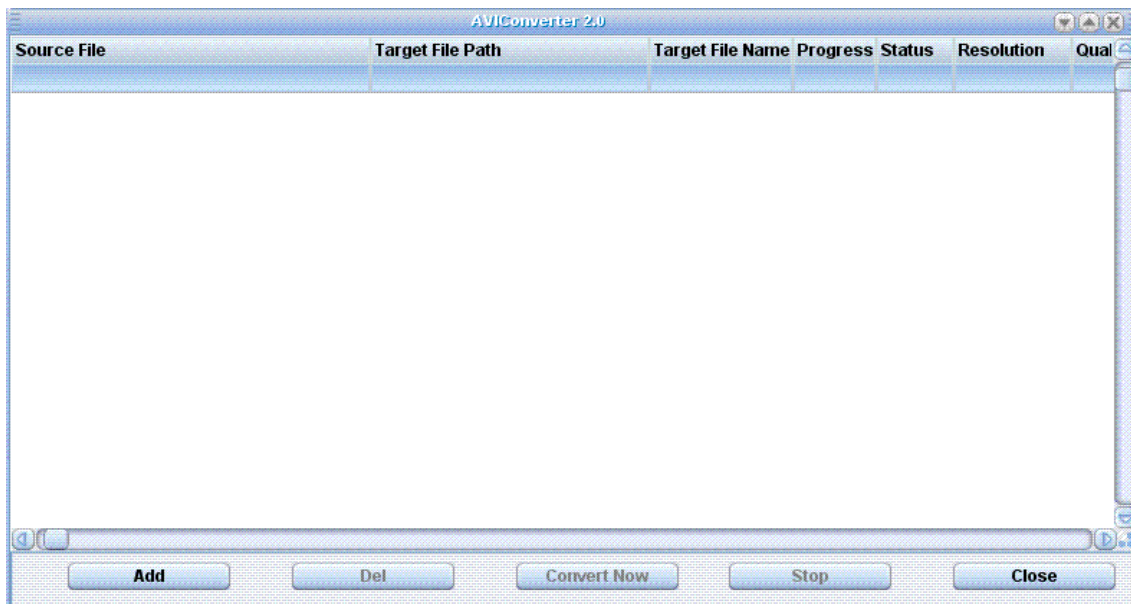 AVIConverter 2.0
Source File Target File Path Target File Name Progress Status Resolution Qual
Add Del Convert Now Stop Close